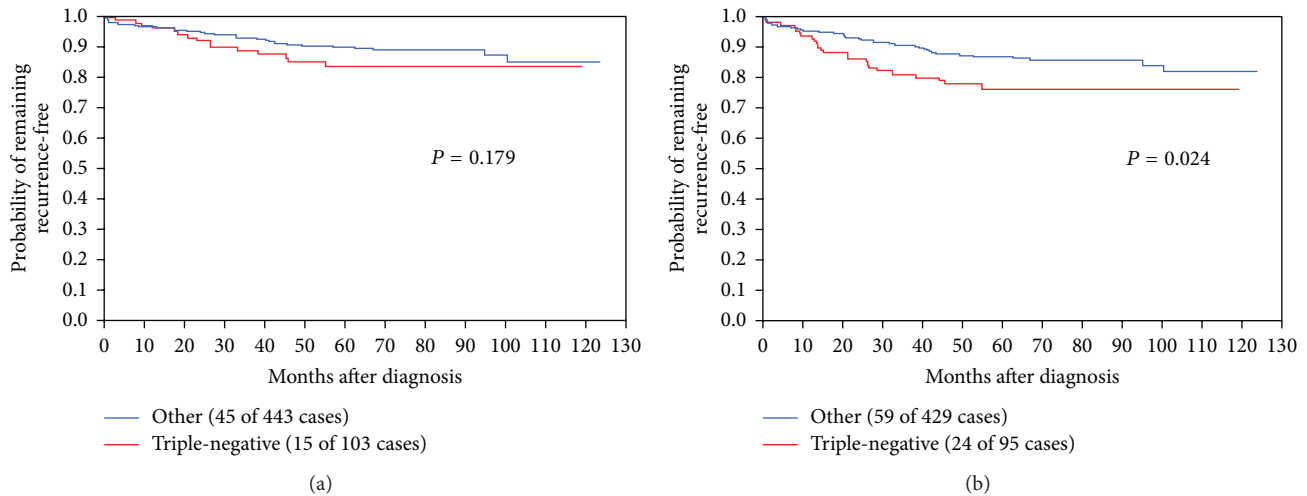 Probability of remaining
recurrence-free
1.0
0.9
0.8
0.7
0.6
0.5
0.4
0.3
0.2
0.1
0.0
P = 0.179
0 10 20 30 40 50 60 70 80 90 100 110 120 130
Months after diagnosis
Other (45 of 443 cases)
Triple-negative (15 of 103 cases)
(a)
Probability of remaining
recurrence-free
1.0
0.9
0.8
0.7
0.6
0.5
0.4
0.3
0.2
0.1
0.0
P = 0.024
0 10 20 30 40 50 60 70 80 90 100 110 120 130
Months after diagnosis
Other (59 of 429 cases)
Triple-negative (24 of 95 cases)
(b)